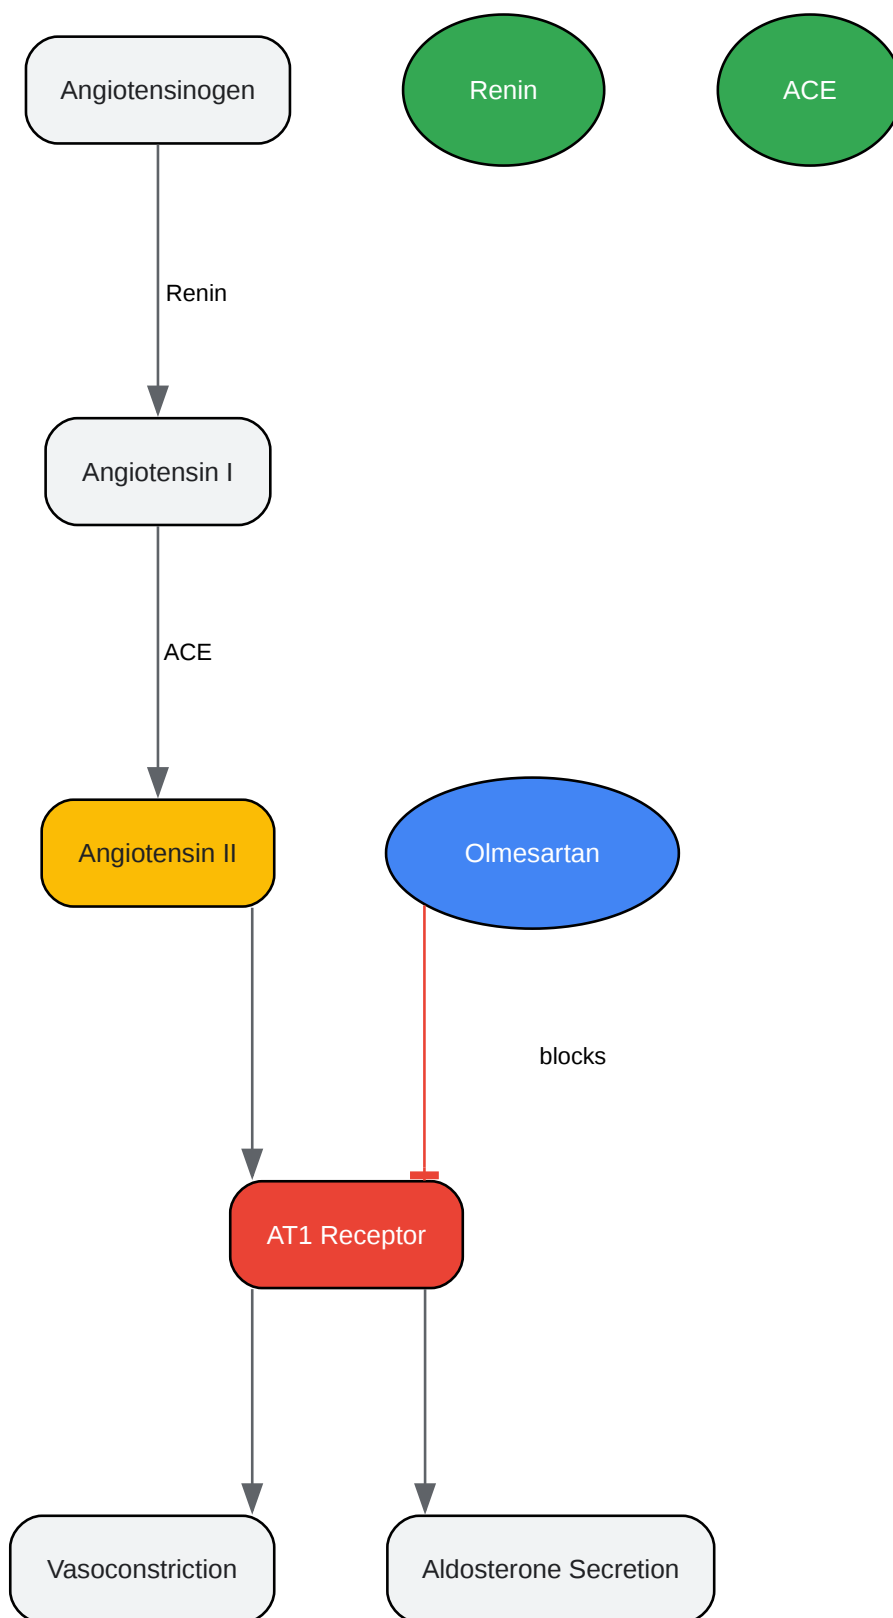 Angiotensinogen
Renin
ACE
Renin
Angiotensin I
ACE
Angiotensin II
Olmesartan
blocks
AT1 Receptor
Vasoconstriction
Aldosterone Secretion